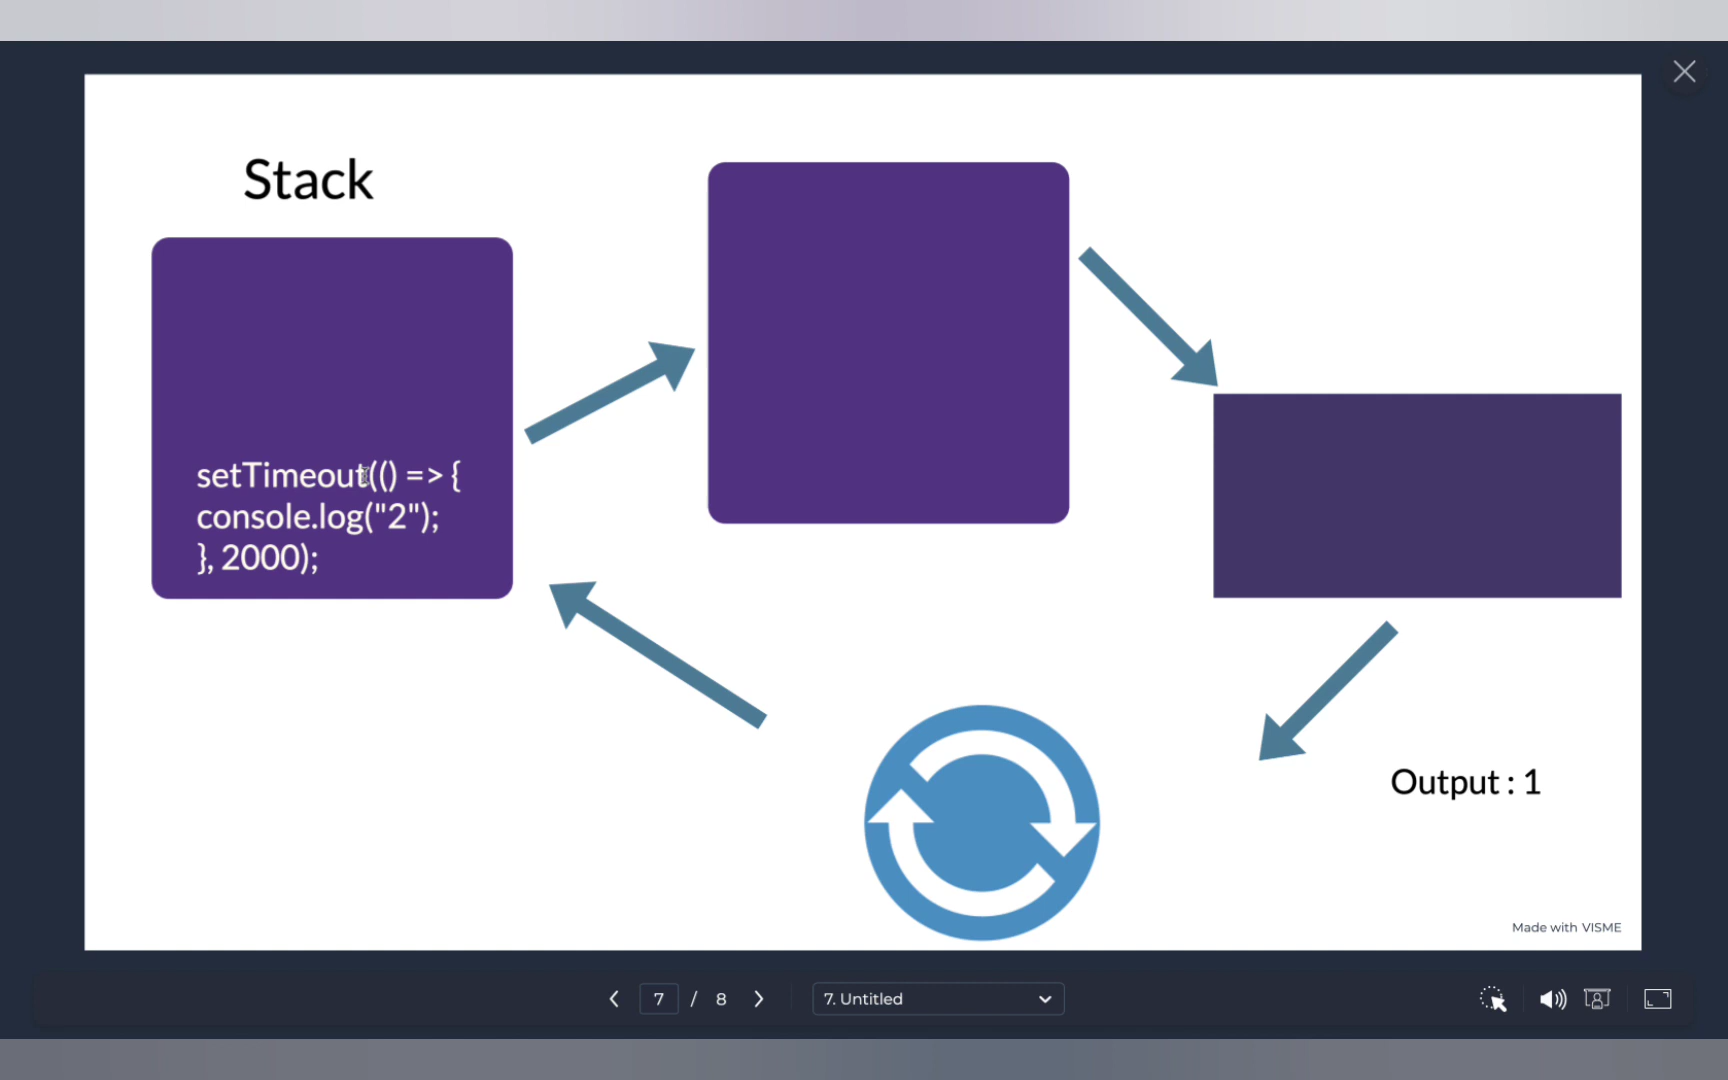 Stack
setTimeout(() => {
console.log("2");
}, 2000);
Output : 1
Made with VISME
7 / 8
7. Untitled